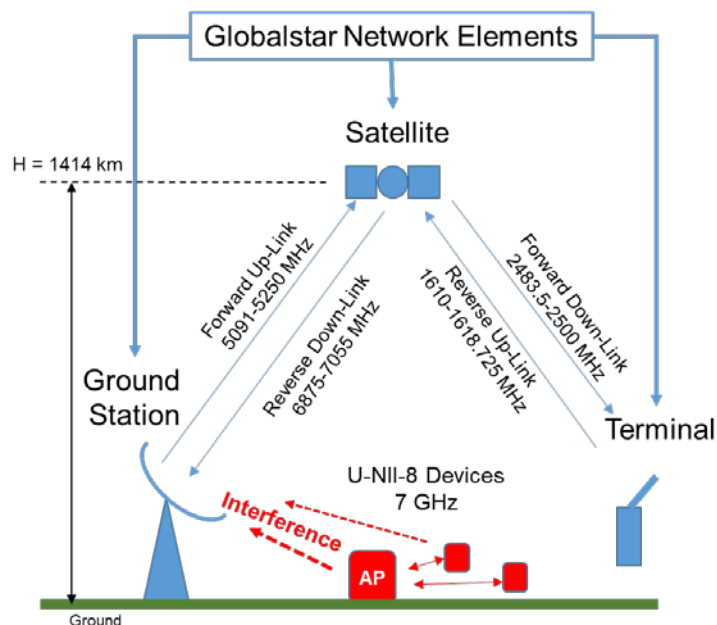 Globalstar Network Elements
Satellite
H = 1414 km
Forward Up-Link
5091-5250 MHz
Reverse Down-Link
6875-7055 MHz
Forward Down-Link
2483.5-2500 MHz
Reverse Up-Link
1610-1618.725 MHz
Ground
Station
Terminal
U-NII-8 Devices
7 GHz
Interference
AP
Ground